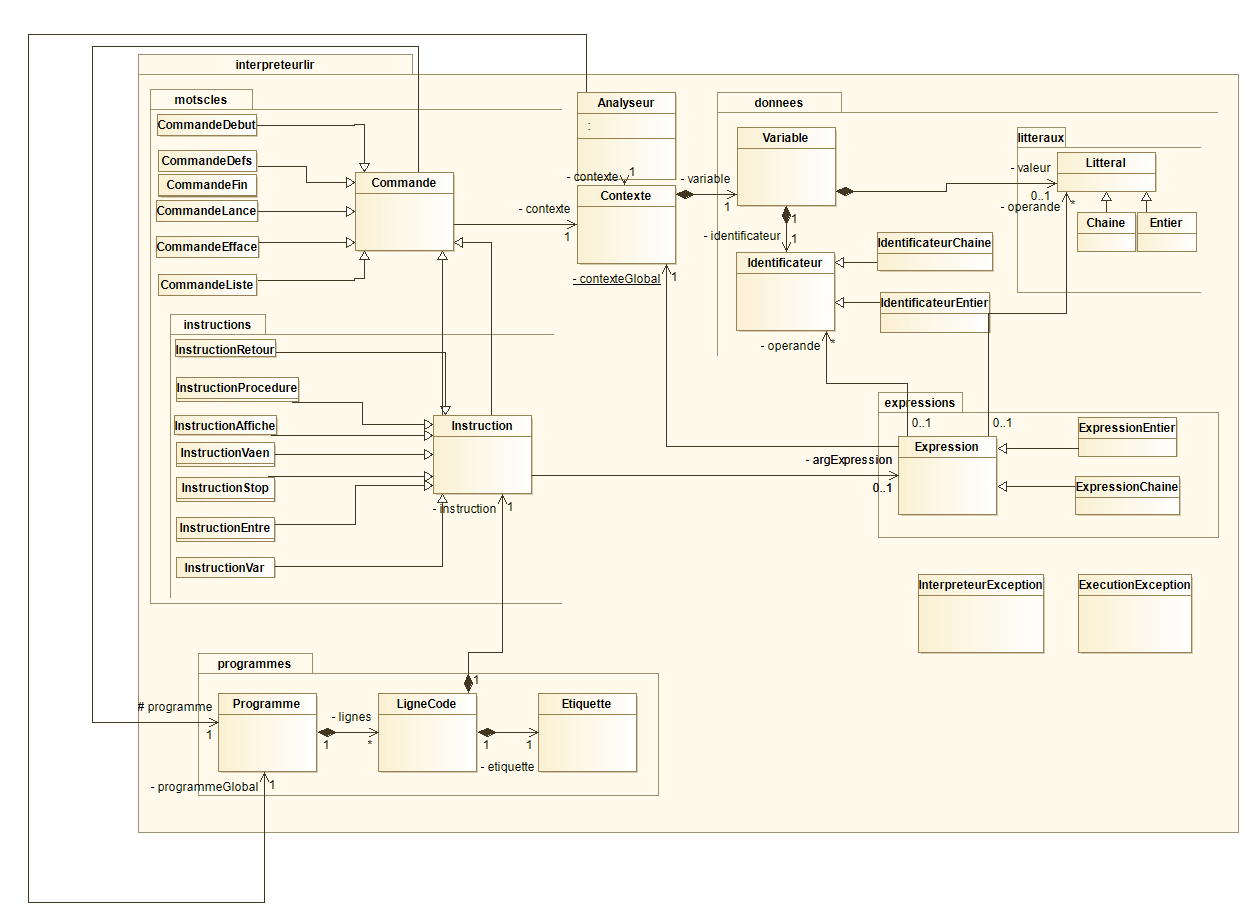 interpreteurlir
motscles
CommandeDebut
CommandeDefs
CommandeFin
CommandeLance
CommandeEfface
CommandeListe
Commande
- contexte
1
Analyseur
:
- contexte
1
Contexte
- variable
1
- contexteGlobal
1
donnees
Variable
1
- identificateur
1
Identificateur
IdentificateurChaine
IdentificateurEntier
- operande
*
litteraux
Litteral
- valeur
0..1
- operande
*
Chaine
Entier
instructions
InstructionRetour
InstructionProcedure
InstructionAffiche
InstructionVaen
InstructionStop
InstructionEntre
InstructionVar
Instruction
- instruction
1
expressions
0..1
0..1
Expression
- argExpression
0..1
ExpressionEntier
ExpressionChaine
InterpreteurException
ExecutionException
programmes
# programme
1
Programme
- lignes
1
*
LigneCode
1
1
1
- etiquette
Etiquette
- programmeGlobal
1